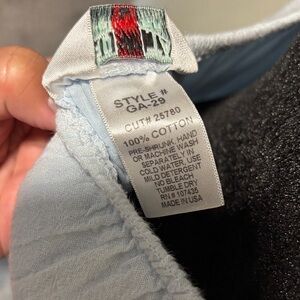 STYLE #
GA-29
CUT# 25780
100% COTTON
PRE-SHRUNK, HAND
OR MACHINE WASH
SEPARATELY IN
COLD WATER, USE
MILD DETERGENT
NO BLEACH
TUMBLE DRY
RN # 107435
MADE IN USA